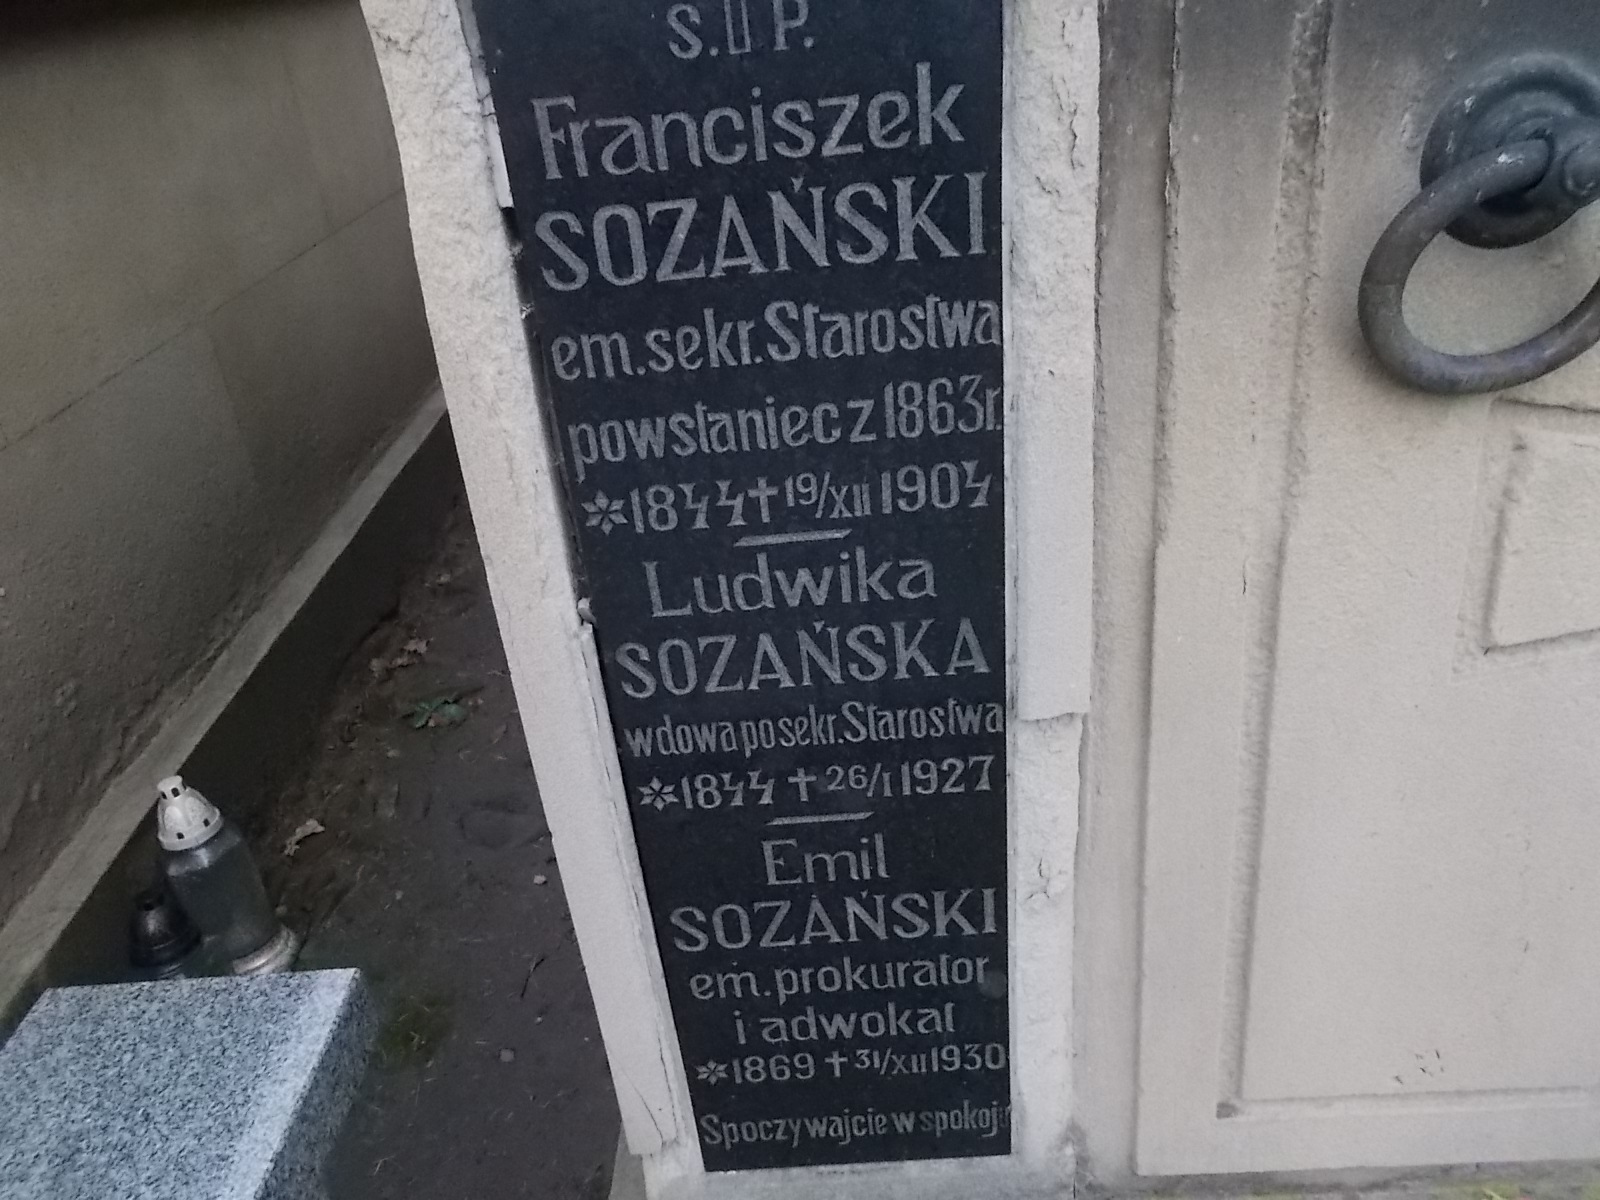 Ś. P.
Franciszek
SOZAŃSKI
em. sekr. Starostwa
powstaniec z 1863 r.
* 1844 † 19/XII 1904
Ludwika
SOZAŃSKA
wdowa po sekr. Starostwa
* 1844 † 26/I 1927
Emil
SOZAŃSKI
em. prokurator
i adwokat
* 1869 † 31/XII 1930
Spoczywajcie w spokoju